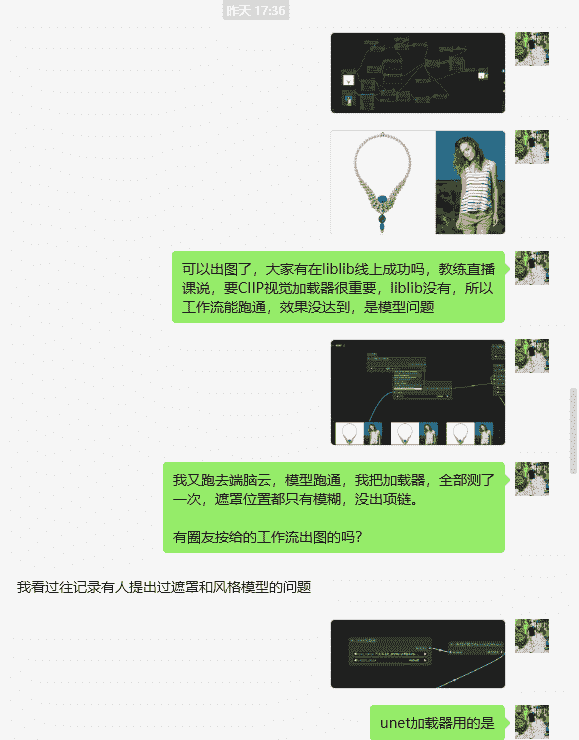 昨天 17:36
可以出图了，大家有在liblib线上成功吗，教练直播
课说，要ClIP视觉加载器很重要，liblib没有，所以
工作流能跑通，效果没达到，是模型问题
我又跑去端脑云，模型跑通，我把加载器，全部测了
一次，遮罩位置都只有模糊，没出项链。
有圈友按给的工作流出图的吗？
我看过往记录有人提出过遮罩和风格模型的问题
unet加载器用的是